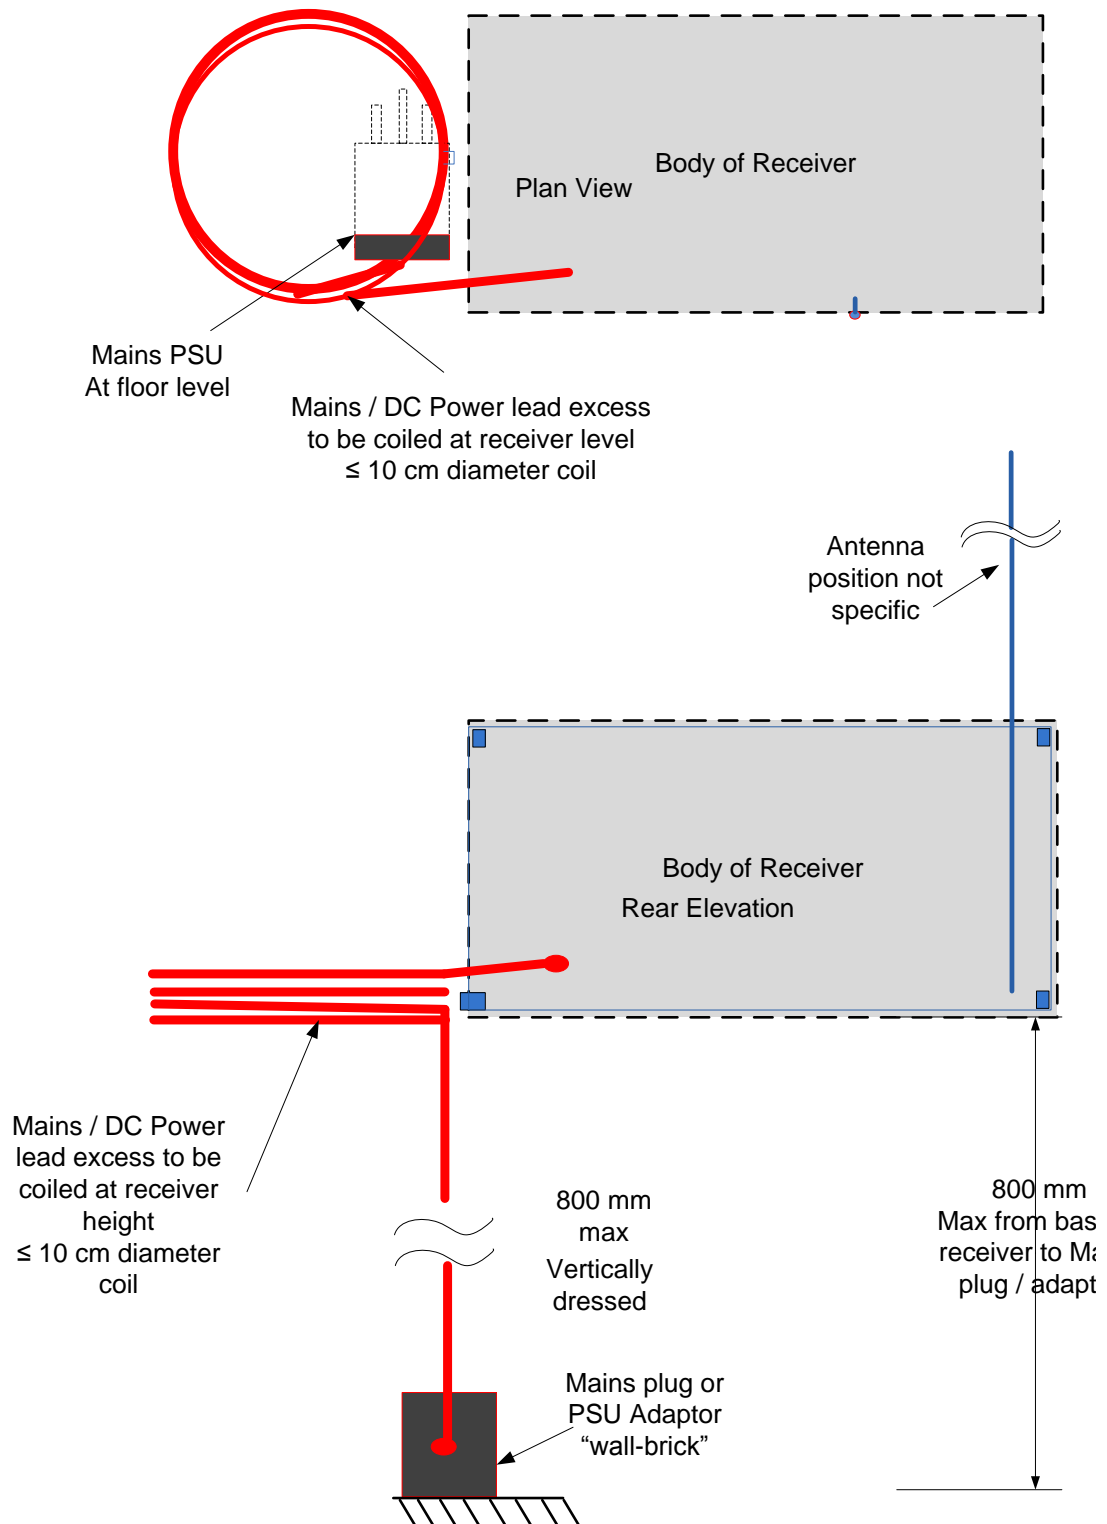 Body of Receiver
Plan View
Mains PSU
At floor level
Mains / DC Power lead excess
to be coiled at receiver level
≤ 10 cm diameter coil
Antenna
position not
specific
Body of Receiver
Rear Elevation
Mains / DC Power
lead excess to be
coiled at receiver
height
≤ 10 cm diameter
coil
800 mm
max
Vertically
dressed
800 mm
Max from bas
receiver to Ma
plug / adapt
Mains plug or
PSU Adaptor
“wall-brick”